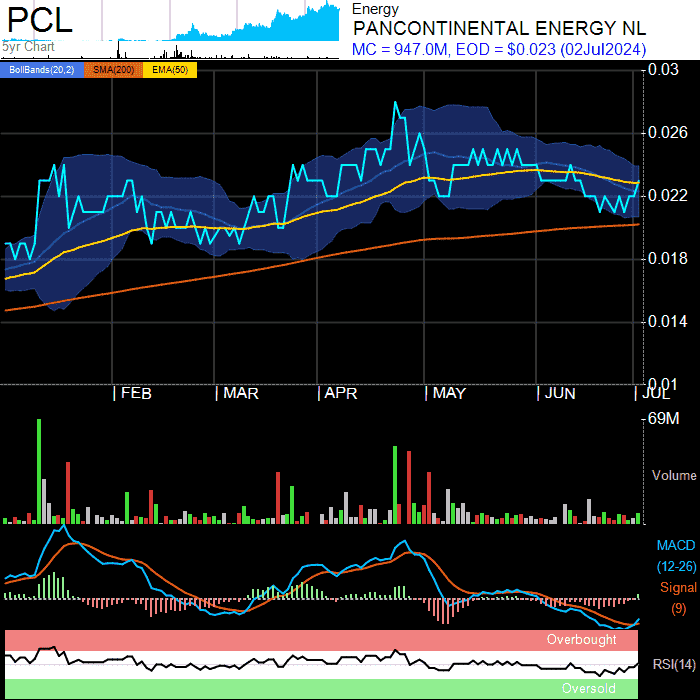 PCL
5yr Chart
Energy
PANCONTINENTAL ENERGY NL
MC = 947.0M, EOD = $0.023 (02Jul2024)
BollBands(20,2) SMA(200) EMA(50)
0.03
0.026
0.022
0.018
0.014
0.01
FEB MAR APR MAY JUN JUL
69M
Volume
MACD
(12-26)
Signal
(9)
Overbought
RSI(14)
Oversold